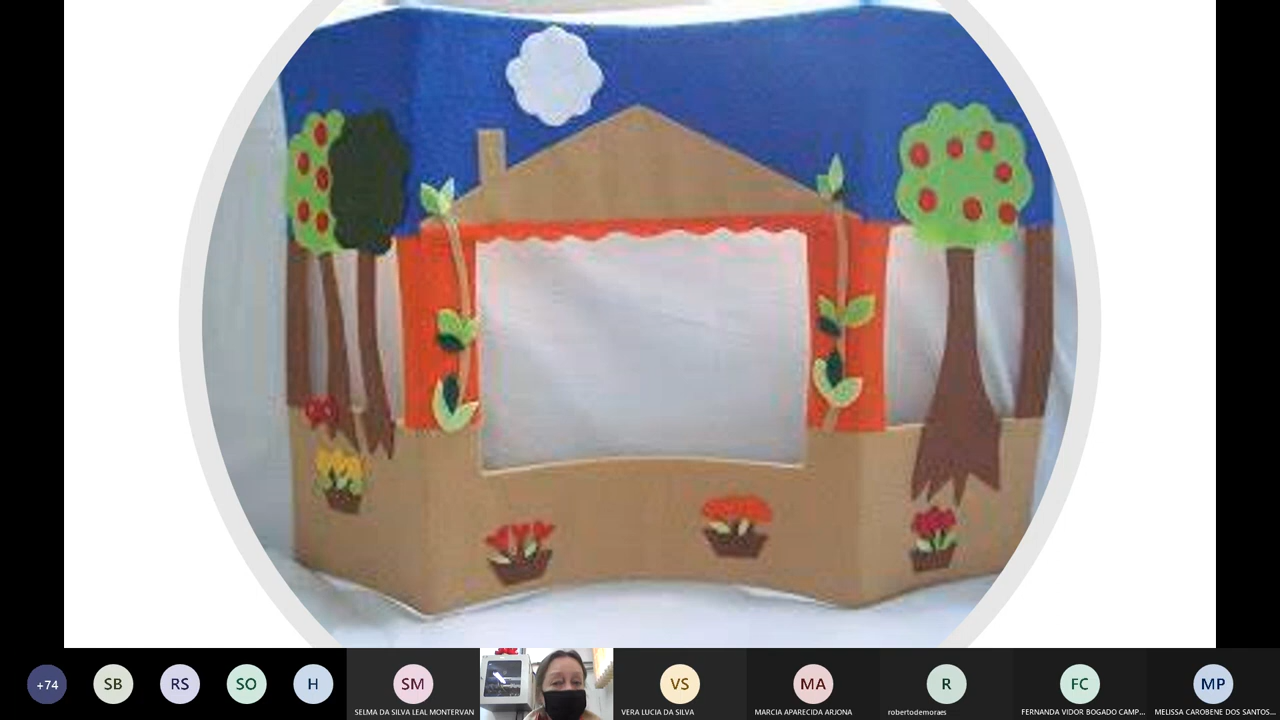 +74
SB
RS
SO
H
SM
SELMA DA SILVA LEAL MONTERVAN
VS
VERA LUCIA DA SILVA
MA
MARCIA APARECIDA ARJONA
R
robertodemoraes
FC
FERNANDA VIDOR BOGADO CAMP...
MP
MELISSA CAROBENE DOS SANTOS...